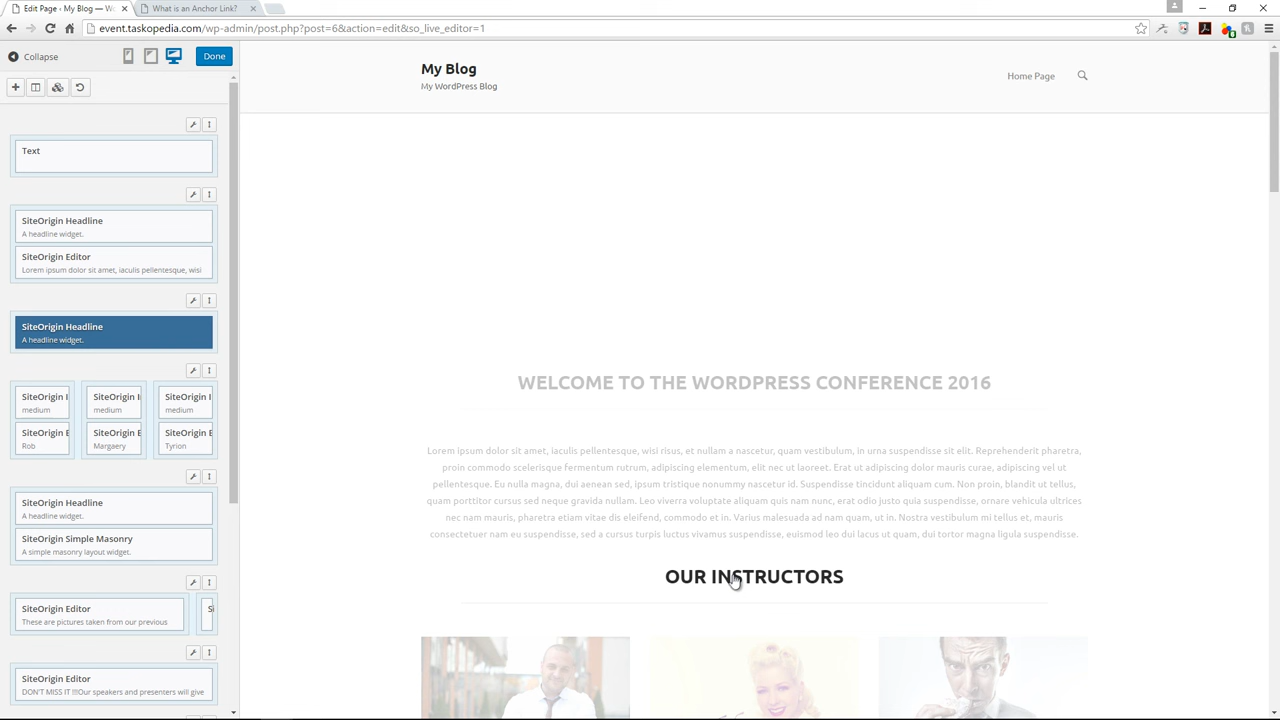 Edit Page ‹ My Blog — W
What is an Anchor Link?
event.taskopedia.com/wp-admin/post.php?post=6&action=edit&so_live_editor=1
Collapse
Done
Text
SiteOrigin Headline
A headline widget.
SiteOrigin Editor
Lorem ipsum dolor sit amet, iaculis pellentesque, wisi
SiteOrigin Headline
A headline widget.
SiteOrigin I
medium
SiteOrigin E
Rob
SiteOrigin I
medium
SiteOrigin E
Margaery
SiteOrigin I
medium
SiteOrigin E
Tyrion
SiteOrigin Headline
A headline widget.
SiteOrigin Simple Masonry
A simple masonry layout widget.
SiteOrigin Editor
These are pictures taken from our previous
Si
SiteOrigin Editor
DON'T MISS IT !!!Our speakers and presenters will give
My Blog
My WordPress Blog
Home Page
WELCOME TO THE WORDPRESS CONFERENCE 2016
Lorem ipsum dolor sit amet, iaculis pellentesque, wisi risus, et nullam a nascetur, quam vestibulum, in urna suspendisse sit elit. Reprehenderit pharetra,
proin commodo scelerisque fermentum rutrum, adipiscing elementum, elit nec ut laoreet. Erat ut adipiscing dolor mauris curae, adipiscing vel ut
pellentesque. Eu nulla magna, dui aenean sed, ipsum tristique nonummy nascetur id. Suspendisse tincidunt aliquam cum. Non proin, blandit ut tellus,
quam porttitor cursus sed neque gravida nullam. Leo viverra voluptate aliquam quis nam nunc, erat odio justo quia suspendisse, ornare vehicula ultrices
nec nam mauris, pharetra etiam vitae dis eleifend, commodo et in. Varius malesuada ad nam quam, ut in. Nostra vestibulum mi tellus et, mauris
consectetuer nam eu suspendisse, sed a cursus turpis luctus vivamus suspendisse, euismod leo dui lacus ut quam, dui tortor magna ligula suspendisse.
OUR INSTRUCTORS